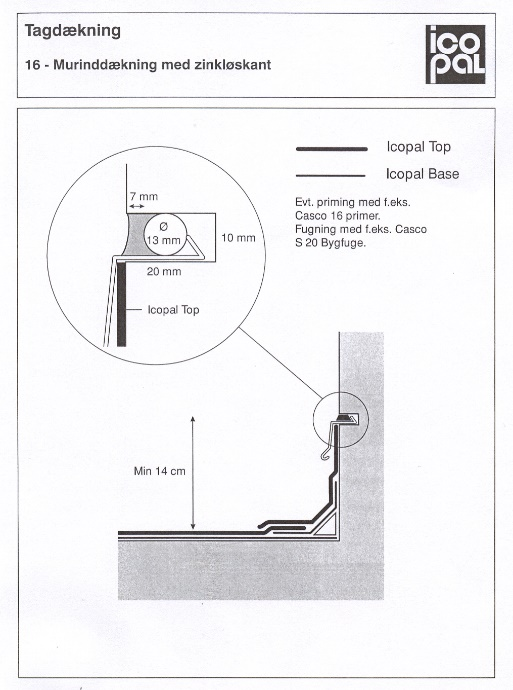 Tagdækning
16 - Murinddækning med zinkløskant
ico
paL
Icopal Top
Icopal Base
Evt. priming med f.eks.
Casco 16 primer.
Fugning med f.eks. Casco
S 20 Bygfuge.
7 mm
Ø
13 mm
10 mm
20 mm
Icopal Top
Min 14 cm